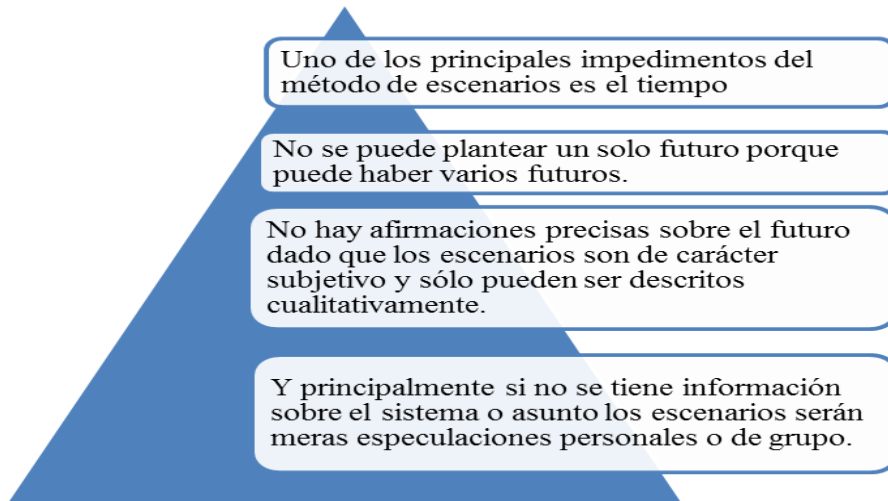 Uno de los principales impedimentos del
método de escenarios es el tiempo
No se puede plantear un solo futuro porque
puede haber varios futuros.
No hay afirmaciones precisas sobre el futuro
dado que los escenarios son de carácter
subjetivo y sólo pueden ser descritos
cualitativamente.
Y principalmente si no se tiene información
sobre el sistema o asunto los escenarios serán
meras especulaciones personales o de grupo.